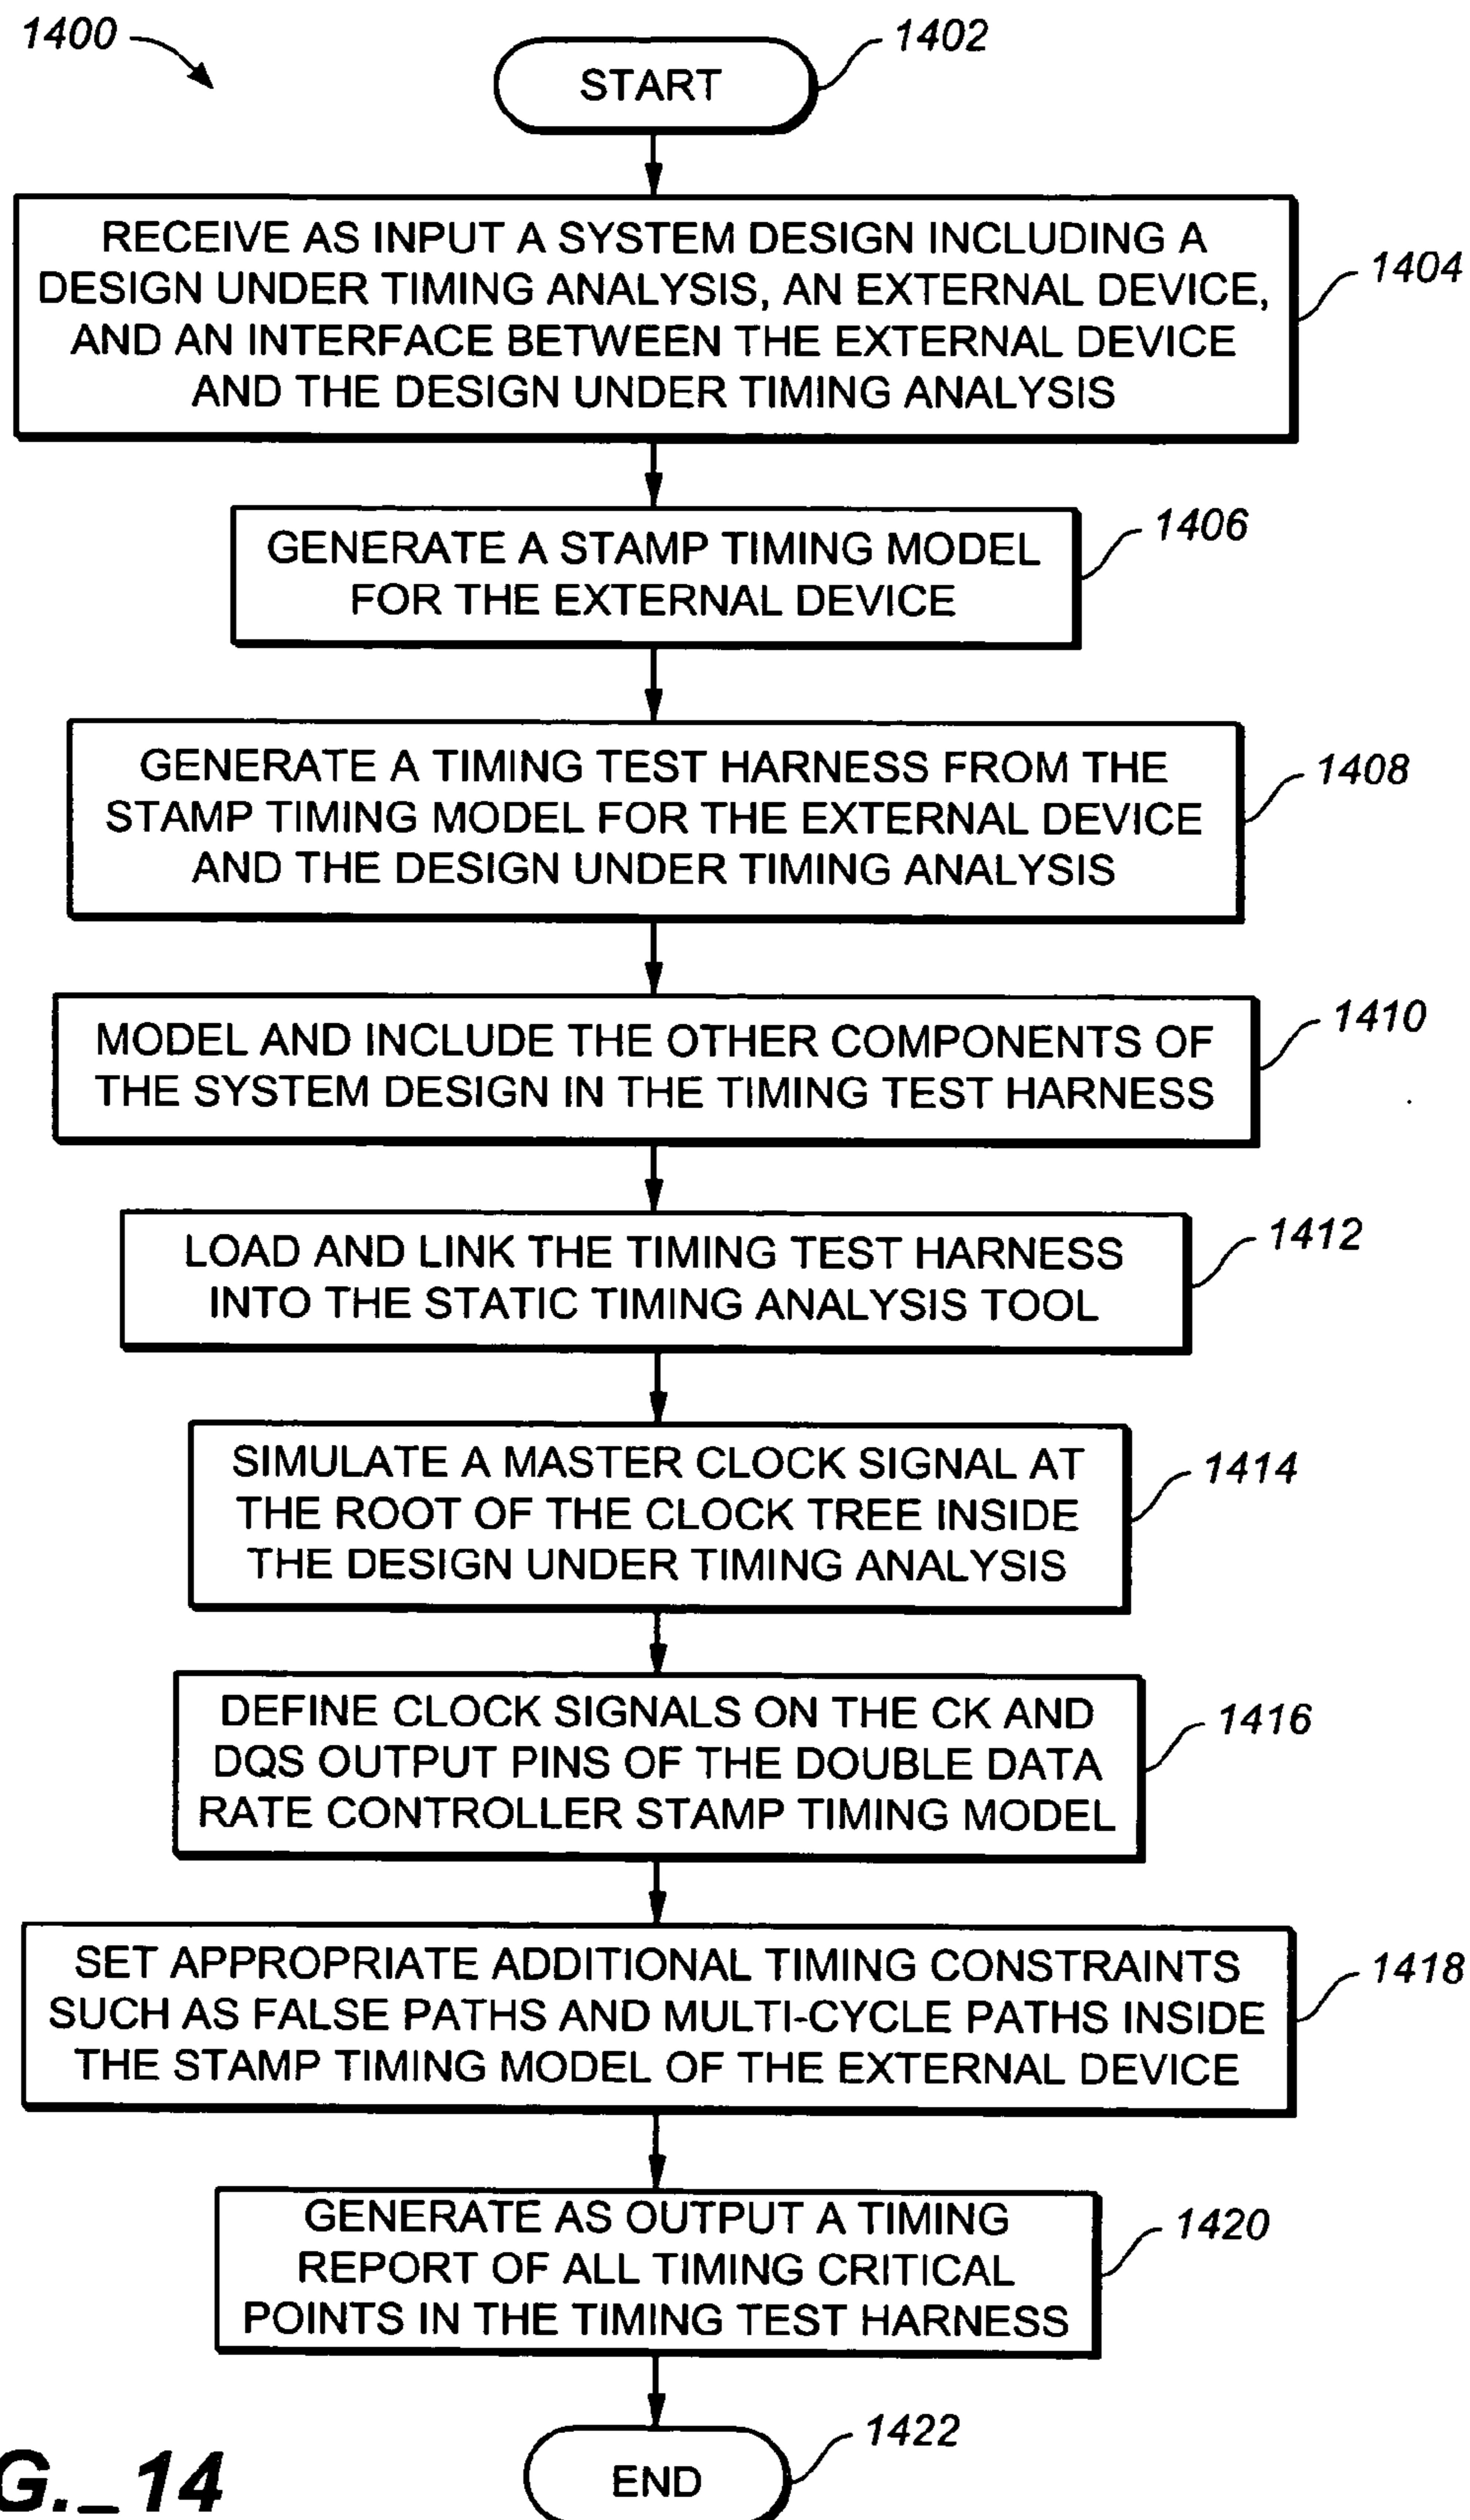 1400
START
1402
RECEIVE AS INPUT A SYSTEM DESIGN INCLUDING A
DESIGN UNDER TIMING ANALYSIS, AN EXTERNAL DEVICE,
AND AN INTERFACE BETWEEN THE EXTERNAL DEVICE
AND THE DESIGN UNDER TIMING ANALYSIS
1404
GENERATE A STAMP TIMING MODEL
FOR THE EXTERNAL DEVICE
1406
GENERATE A TIMING TEST HARNESS FROM THE
STAMP TIMING MODEL FOR THE EXTERNAL DEVICE
AND THE DESIGN UNDER TIMING ANALYSIS
1408
MODEL AND INCLUDE THE OTHER COMPONENTS OF
THE SYSTEM DESIGN IN THE TIMING TEST HARNESS
1410
LOAD AND LINK THE TIMING TEST HARNESS
INTO THE STATIC TIMING ANALYSIS TOOL
1412
SIMULATE A MASTER CLOCK SIGNAL AT
THE ROOT OF THE CLOCK TREE INSIDE
THE DESIGN UNDER TIMING ANALYSIS
1414
DEFINE CLOCK SIGNALS ON THE CK AND
DQS OUTPUT PINS OF THE DOUBLE DATA
RATE CONTROLLER STAMP TIMING MODEL
1416
SET APPROPRIATE ADDITIONAL TIMING CONSTRAINTS
SUCH AS FALSE PATHS AND MULTI-CYCLE PATHS INSIDE
THE STAMP TIMING MODEL OF THE EXTERNAL DEVICE
1418
GENERATE AS OUTPUT A TIMING
REPORT OF ALL TIMING CRITICAL
POINTS IN THE TIMING TEST HARNESS
1420
END
1422
G._14